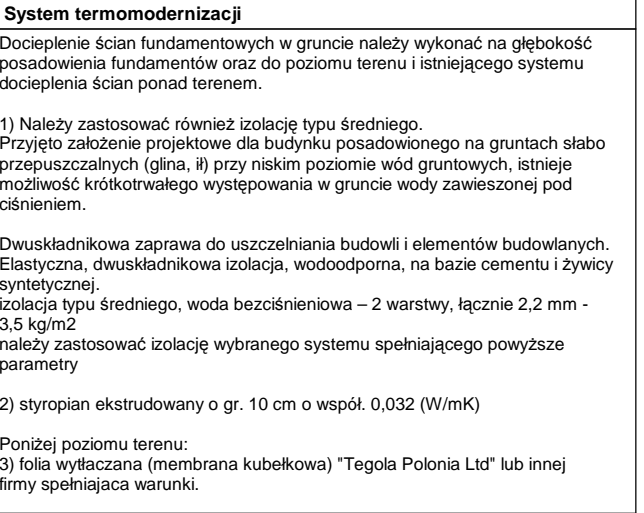 System termomodernizacji
Docieplenie ścian fundamentowych w gruncie należy wykonać na głębokość
posadowienia fundamentów oraz do poziomu terenu i istniejącego systemu
docieplenia ścian ponad terenem.
1) Należy zastosować również izolację typu średniego.
Przyjęto założenie projektowe dla budynku posadowionego na gruntach słabo
przepuszczalnych (glina, ił) przy niskim poziomie wód gruntowych, istnieje
możliwość krótkotrwałego występowania w gruncie wody zawieszonej pod
ciśnieniem.
Dwuskładnikowa zaprawa do uszczelniania budowli i elementów budowlanych.
Elastyczna, dwuskładnikowa izolacja, wodoodporna, na bazie cementu i żywicy
syntetycznej.
izolacja typu średniego, woda bezciśnieniowa – 2 warstwy, łącznie 2,2 mm -
3,5 kg/m2
należy zastosować izolację wybranego systemu spełniającego powyższe
parametry
2) styropian ekstrudowany o gr. 10 cm o współ. 0,032 (W/mK)
Poniżej poziomu terenu:
3) folia wytłaczana (membrana kubełkowa) "Tegola Polonia Ltd" lub innej
firmy spełniajaca warunki.